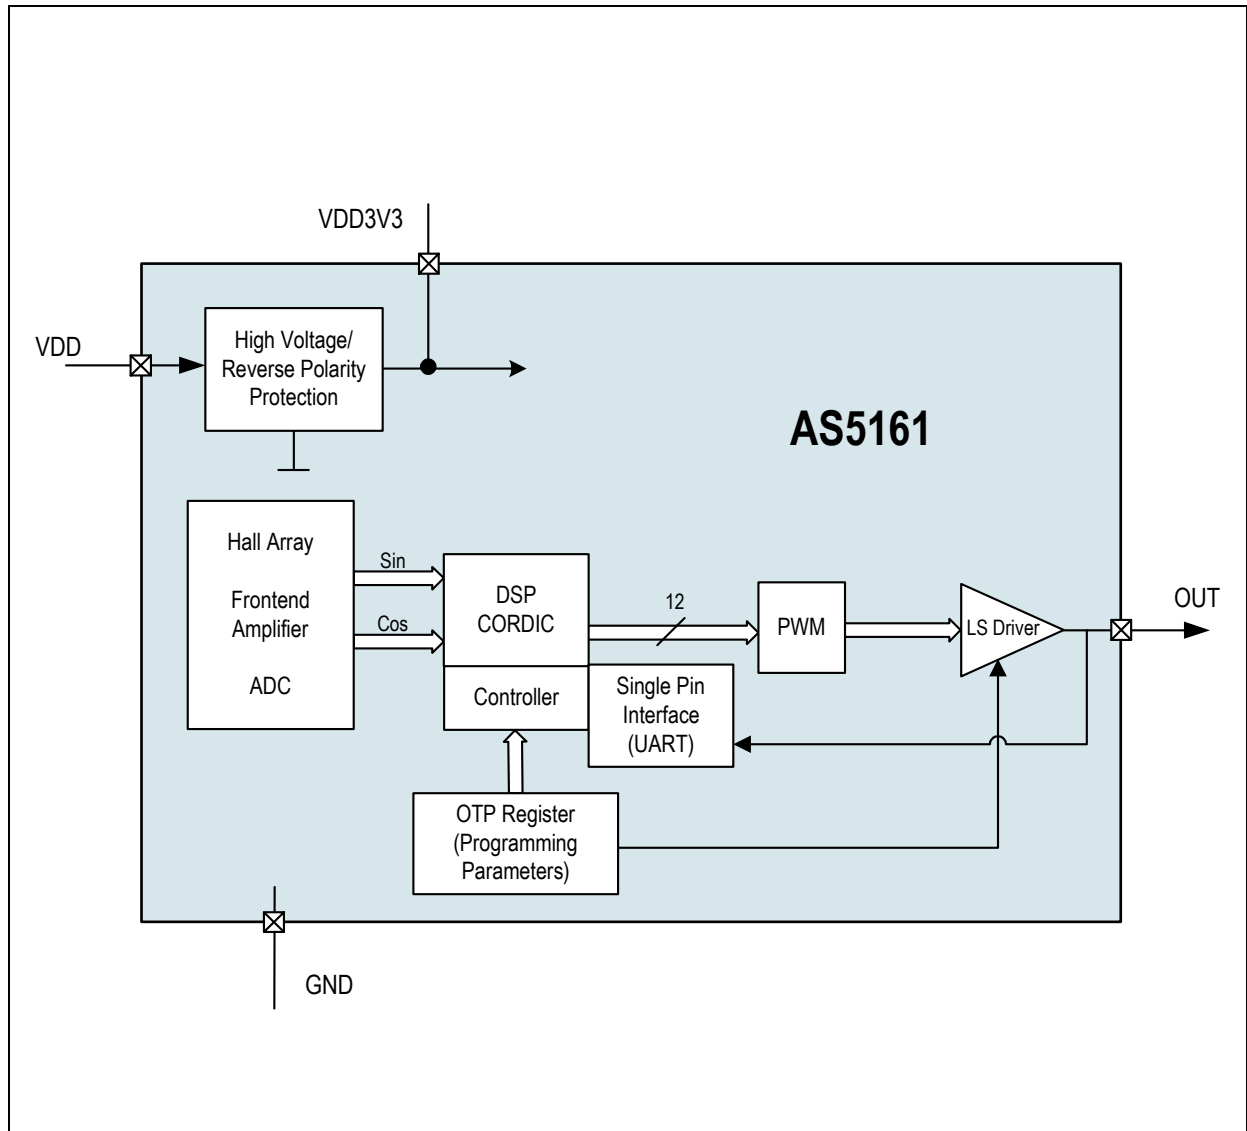 VDD3V3
VDD
High Voltage/
Reverse Polarity
Protection
AS5161
Hall Array
Frontend
Amplifier
ADC
Sin
Cos
DSP
CORDIC
Controller
12
PWM
LS Driver
OUT
Single Pin
Interface
(UART)
OTP Register
(Programming
Parameters)
GND